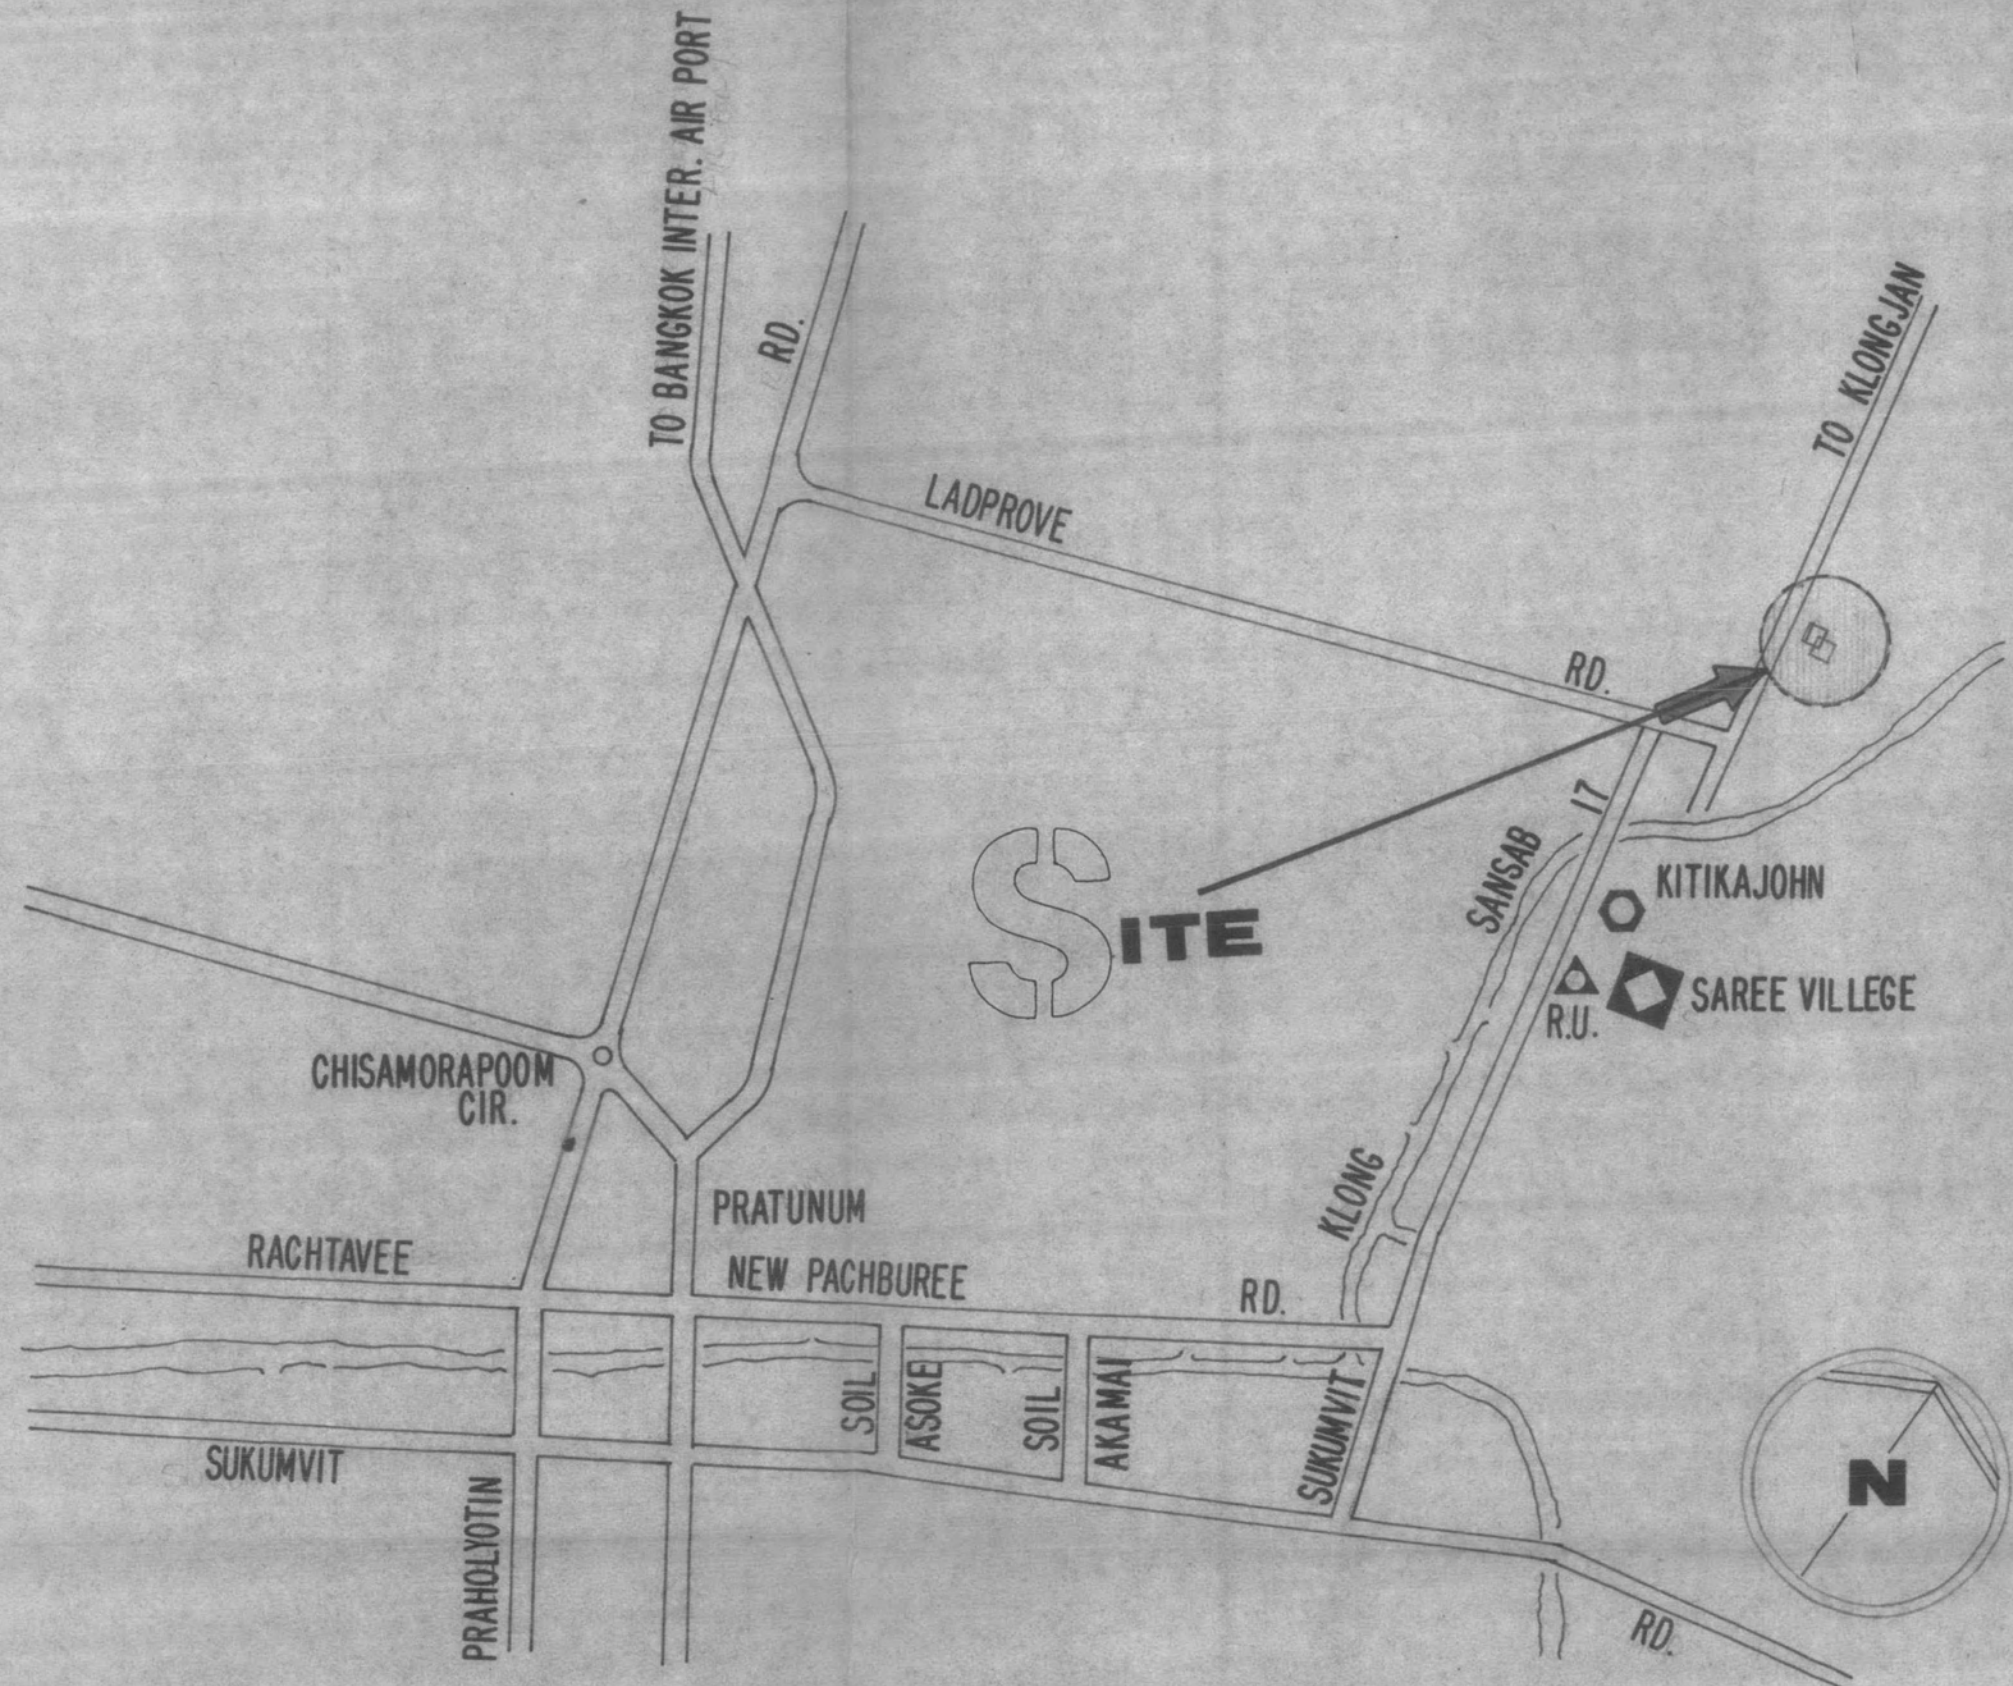 TO BANGKOK INTER. AIR PORT
RD.
TO KLONGJAN
LADPROVE
RD.
SITE
SANSAB
17
KITIKAJOHN
SAREE VILLEGE
R.U.
CHISAMORAPOOM
CIR.
KLONG
PRATUNUM
RACHTAVEE
NEW PACHBUREE
RD.
SOIL
ASOKE
SOIL
AKAMAI
SUKUMVIT
SUKUMVIT
PRAHOLYOTIN
N
RD.